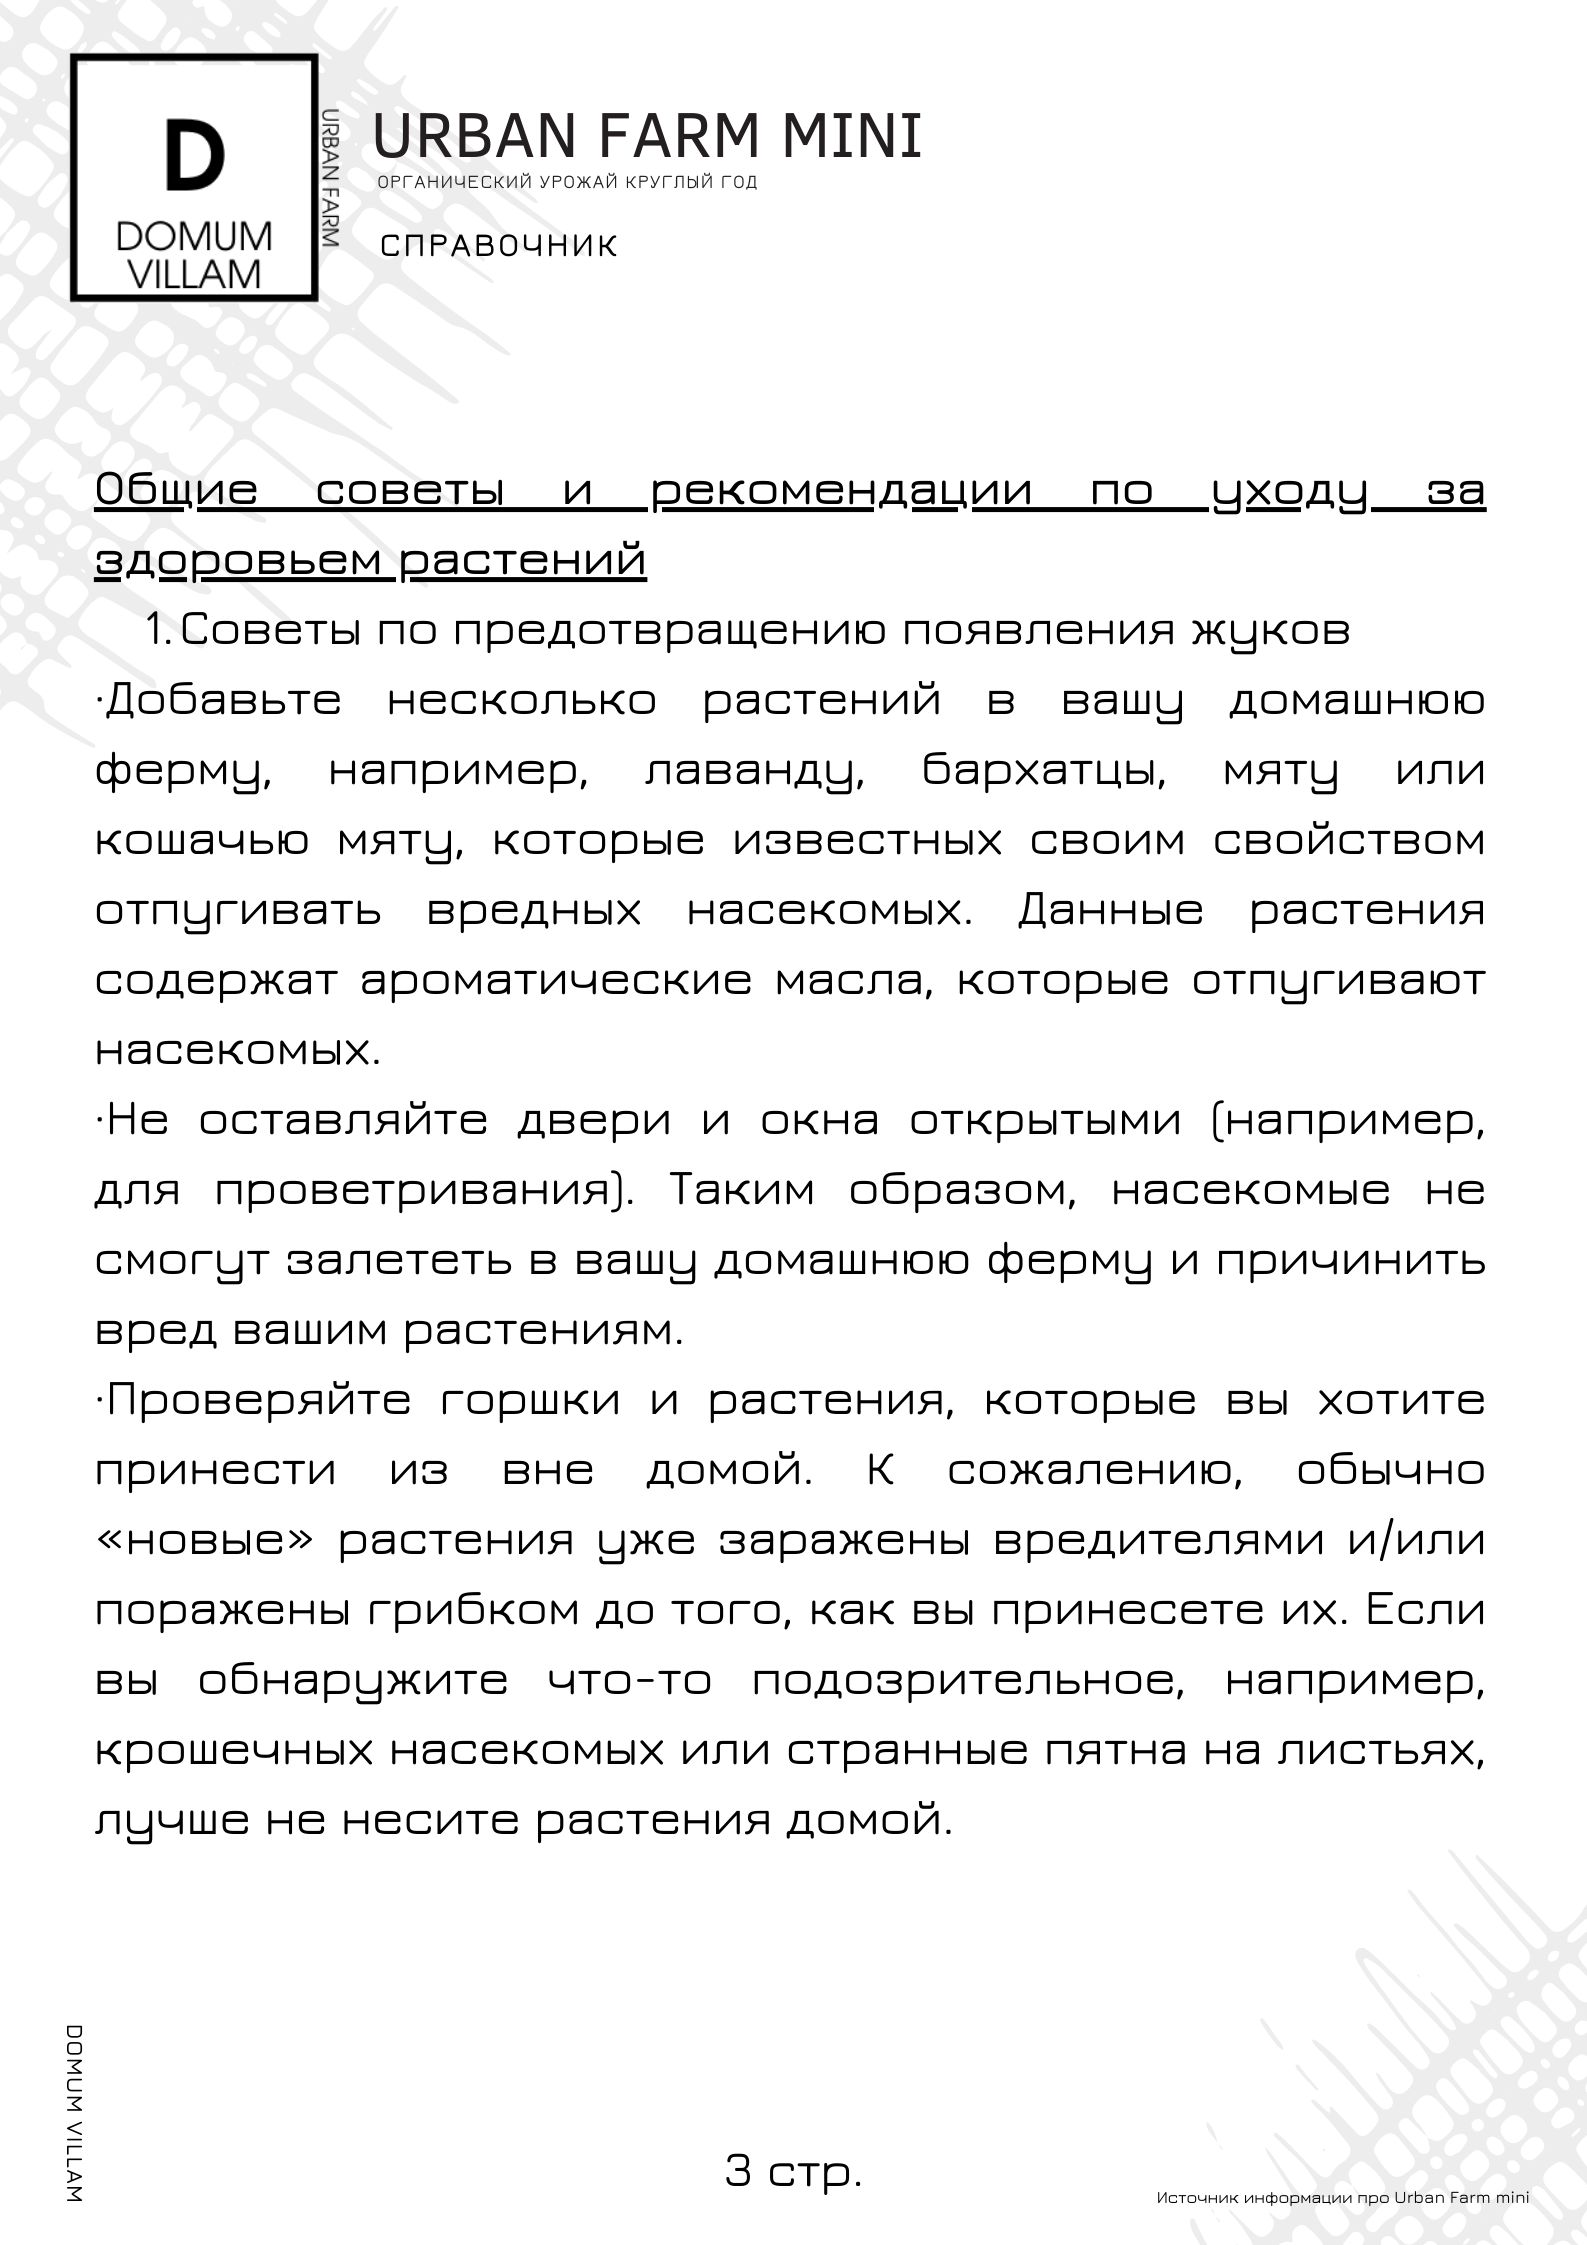 D
DOMUM
VILLAM
URBAN FARM
URBAN FARM MINI
ОРГАНИЧЕСКИЙ УРОЖАЙ КРУГЛЫЙ ГОД
СПРАВОЧНИК
Общие советы и рекомендации по уходу за
здоровьем растений
1. Советы по предотвращению появления жуков
·Добавьте несколько растений в вашу домашнюю
ферму, например, лаванду, бархатцы, мяту или
кошачью мяту, которые известных своим свойством
отпугивать вредных насекомых. Данные растения
содержат ароматические масла, которые отпугивают
насекомых.
·Не оставляйте двери и окна открытыми (например,
для проветривания). Таким образом, насекомые не
смогут залететь в вашу домашнюю ферму и причинить
вред вашим растениям.
·Проверяйте горшки и растения, которые вы хотите
принести из вне домой. К сожалению, обычно
«новые» растения уже заражены вредителями и/или
поражены грибком до того, как вы принесете их. Если
вы обнаружите что-то подозрительное, например,
крошечных насекомых или странные пятна на листьях,
лучше не несите растения домой.
DOMUM VILLAM
3 стр.
Источник информации про Urban Farm mini